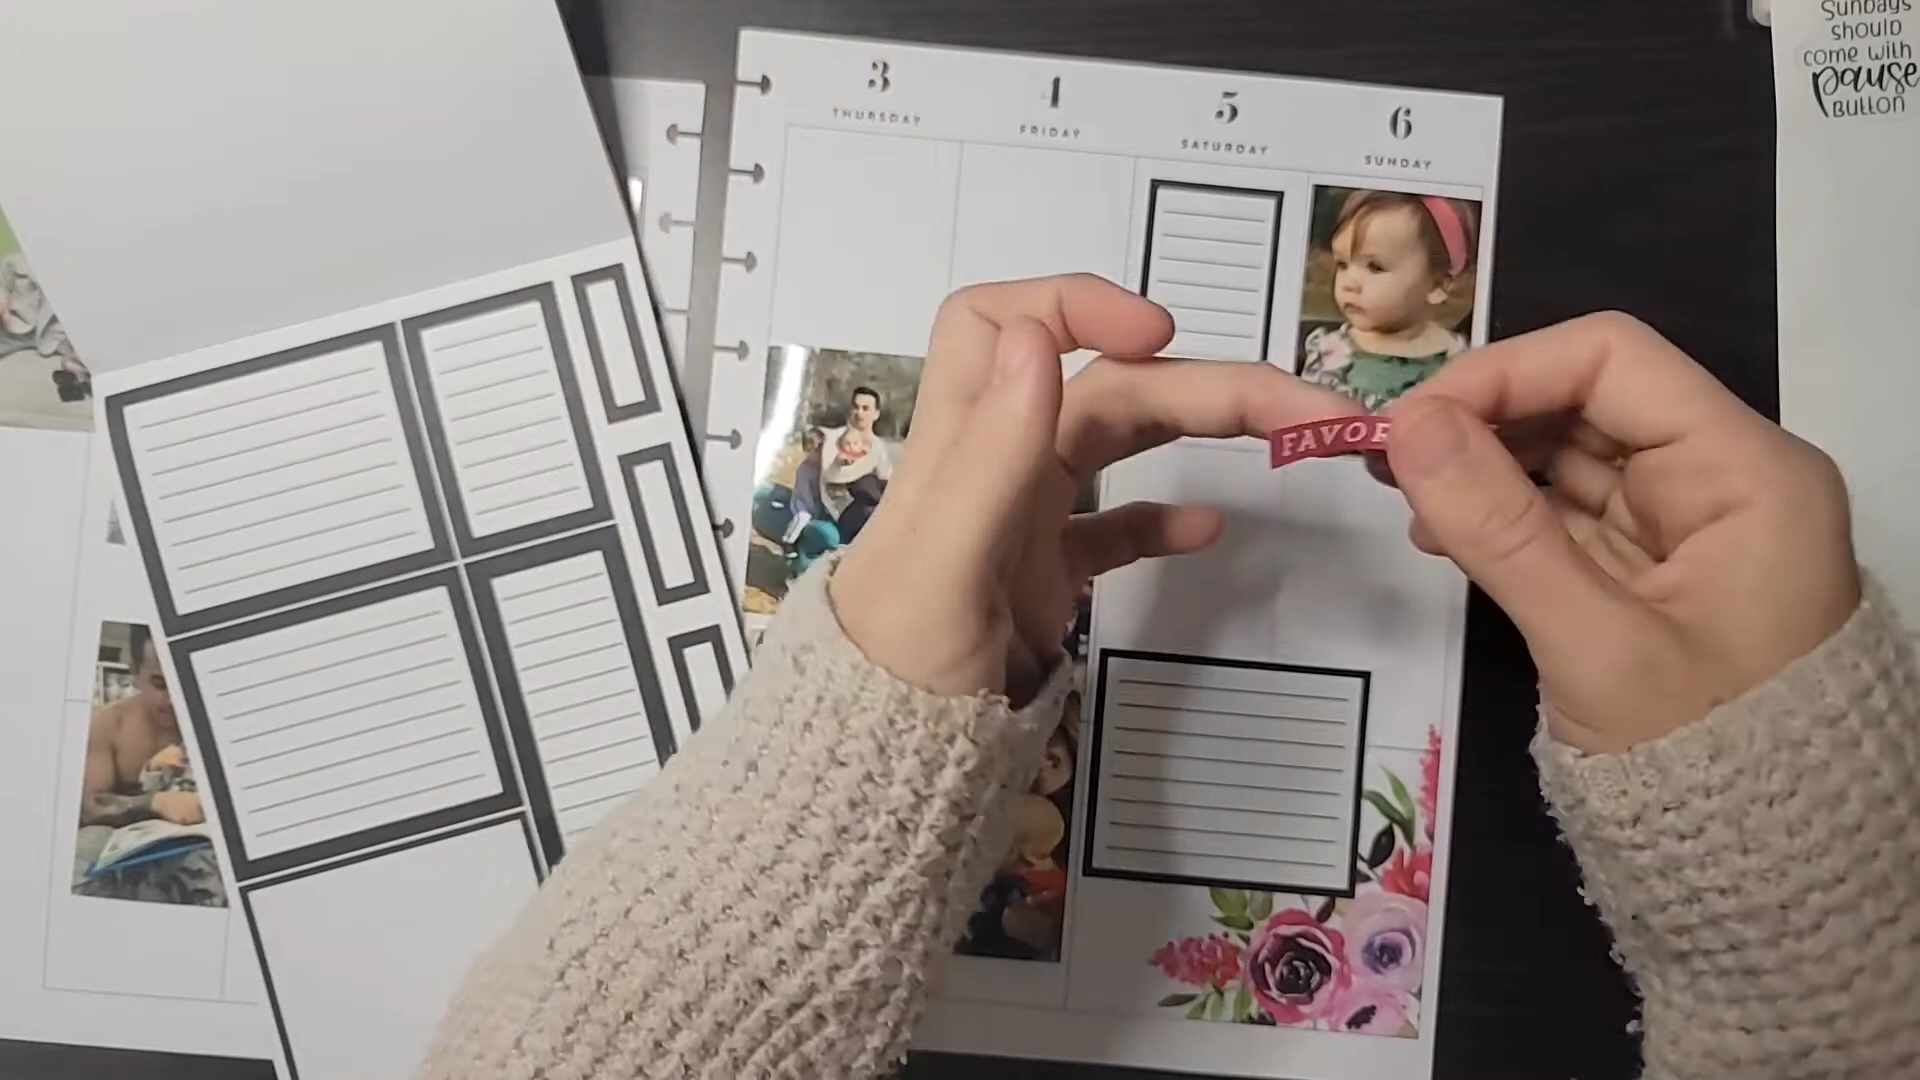 3
THURSDAY
4
FRIDAY
5
SATURDAY
6
SUNDAY
FAVOR
Sundays
should
come with
pause
button